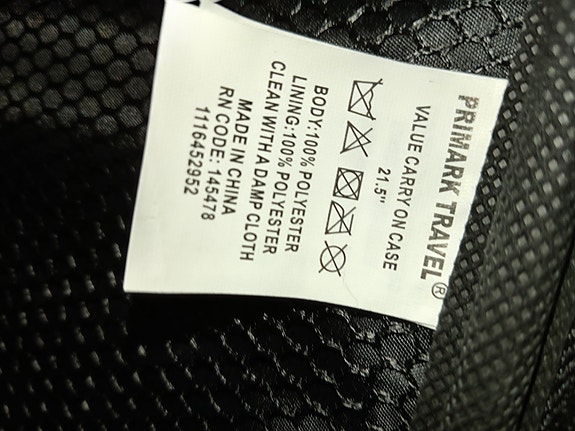 PRIMARK TRAVEL®
VALUE CARRY ON CASE
21.5"
BODY:100% POLYESTER
LINING:100% POLYESTER
CLEAN WITH A DAMP CLOTH
MADE IN CHINA
RN CODE: 145478
1116452952